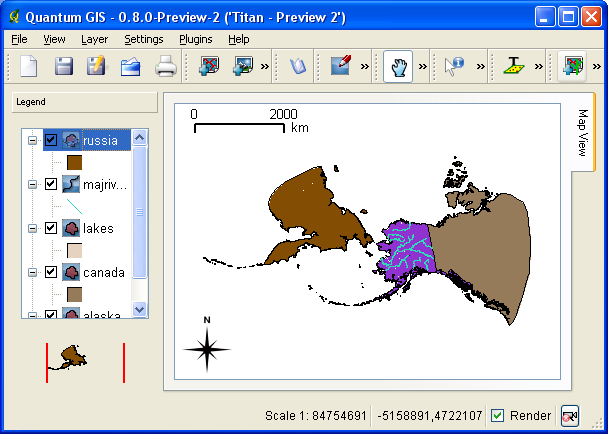 Quantum GIS - 0.8.0-Preview-2 ('Titan - Preview 2')
File View Layer Settings Plugins Help
» » » » » »
Legend
russia
majriv...
lakes
canada
alaska
0 2000
km
Map View
N
Scale 1: 84754691 -5158891,4722107 Render